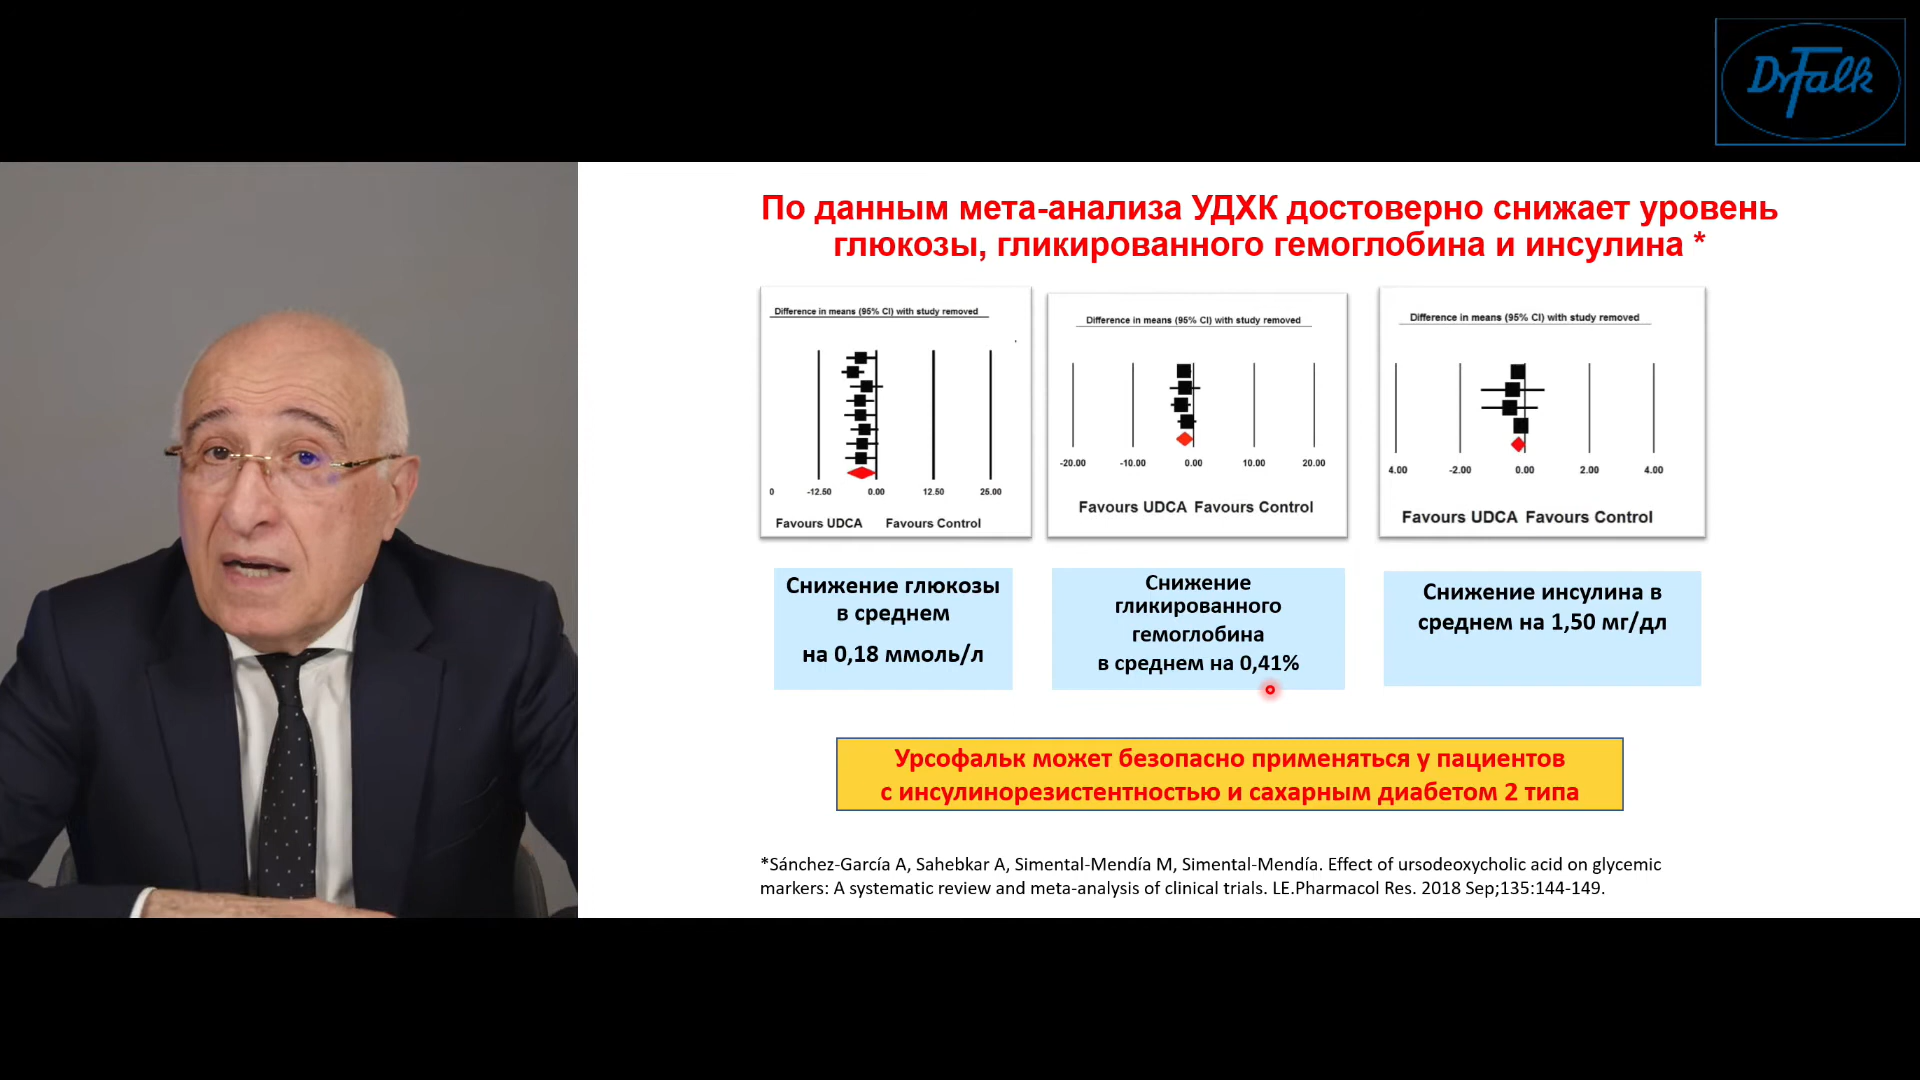 Dr Falk
По данным мета-анализа УДХК достоверно снижает уровень
глюкозы, гликированного гемоглобина и инсулина *
Difference in means (95% CI) with study removed
0 -12.50 0.00 12.50 25.00
Favours UDCA Favours Control
Difference in means (95% CI) with study removed
-20.00 -10.00 0.00 10.00 20.00
Favours UDCA Favours Control
Difference in means (95% CI) with study removed
4.00 -2.00 0.00 2.00 4.00
Favours UDCA Favours Control
Снижение глюкозы
в среднем
на 0,18 ммоль/л
Снижение
гликированного
гемоглобина
в среднем на 0,41%
Снижение инсулина в
среднем на 1,50 мг/дл
Урсофальк может безопасно применяться у пациентов
с инсулинорезистентностью и сахарным диабетом 2 типа
*Sánchez-García A, Sahebkar A, Simental-Mendía M, Simental-Mendía. Effect of ursodeoxycholic acid on glycemic
markers: A systematic review and meta-analysis of clinical trials. LE.Pharmacol Res. 2018 Sep;135:144-149.